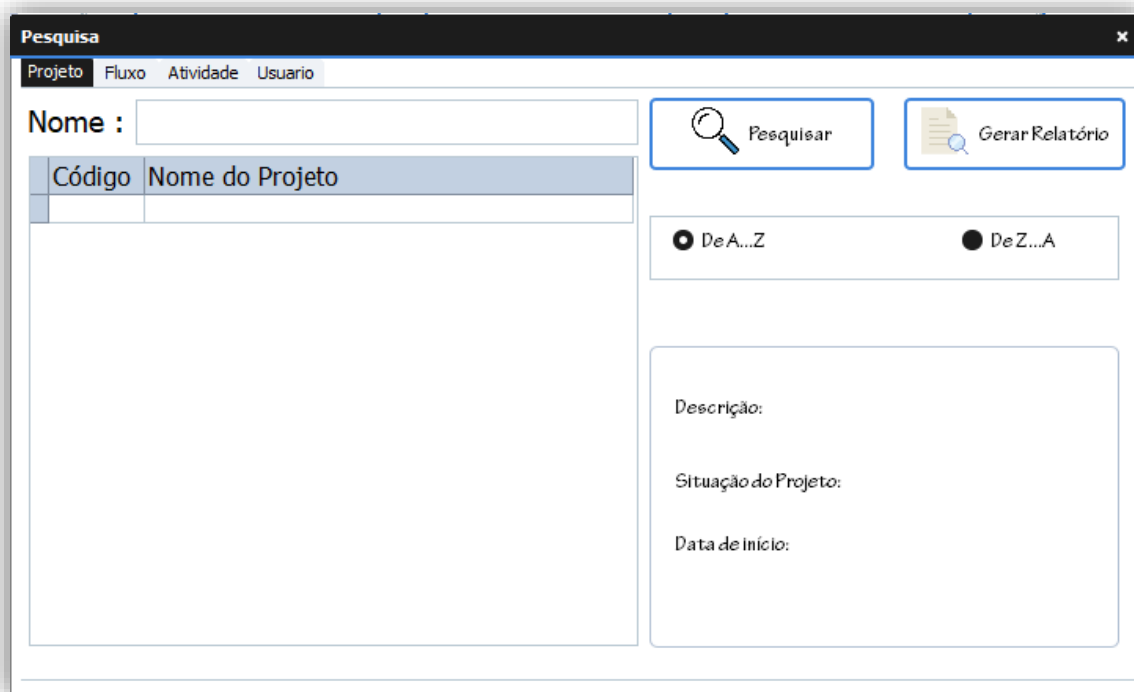 Pesquisa
Projeto Fluxo Atividade Usuario
Nome :
Pesquisar
Gerar Relatório
Código Nome do Projeto
De A...Z
De Z...A
Descrição:
Situação do Projeto:
Data de início: